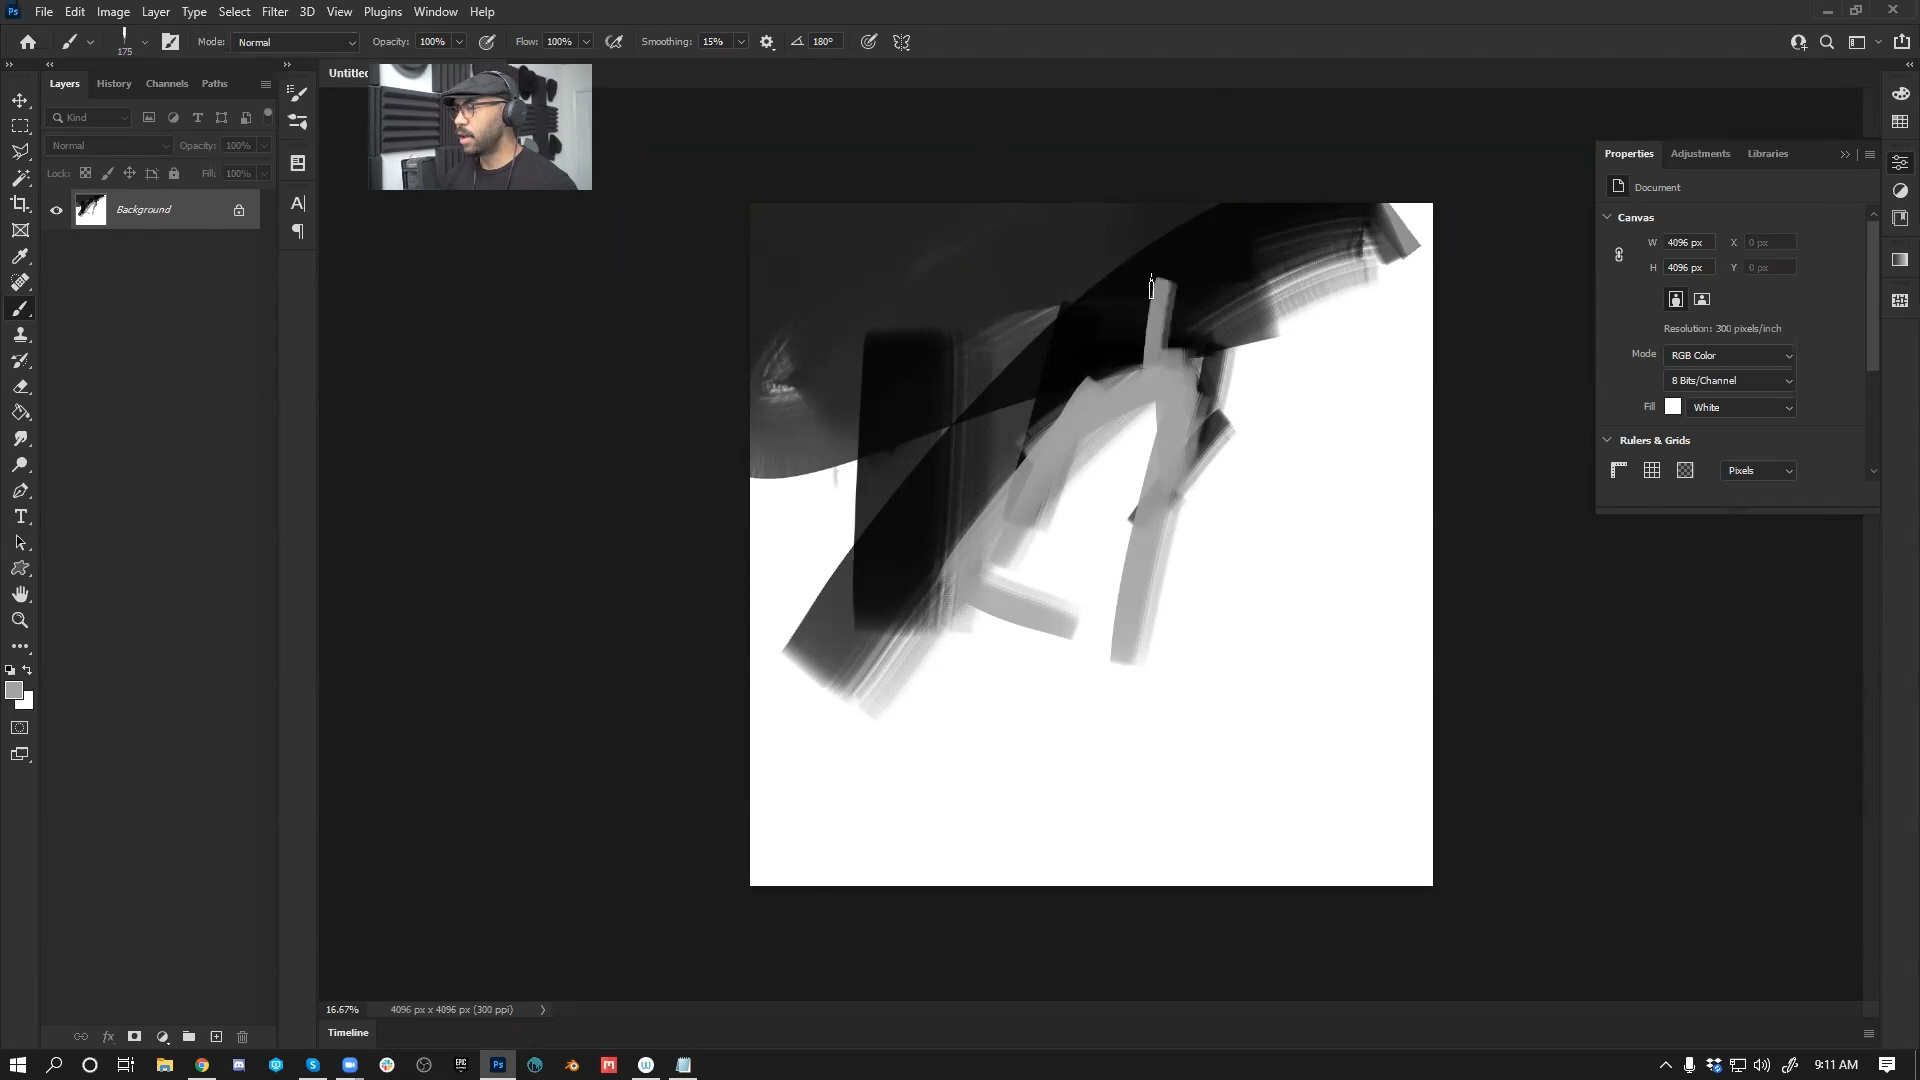 Ps File Edit Image Layer Type Select Filter 3D View Plugins Window Help
175 Mode: Normal Opacity: 100% Flow: 100% Smoothing: 15% 180°
Layers History Channels Paths
Untitled
Kind
Normal Opacity: 100%
Lock: Fill: 100%
Background
Properties Adjustments Libraries
Document
Canvas
W 4096 px X 0 px
H 4096 px Y 0 px
Resolution: 300 pixels/inch
Mode RGB Color
8 Bits/Channel
Fill White
Rulers & Grids
Pixels
16.67% 4096 px x 4096 px (300 ppi)
Timeline
fx
Ps 9:11 AM